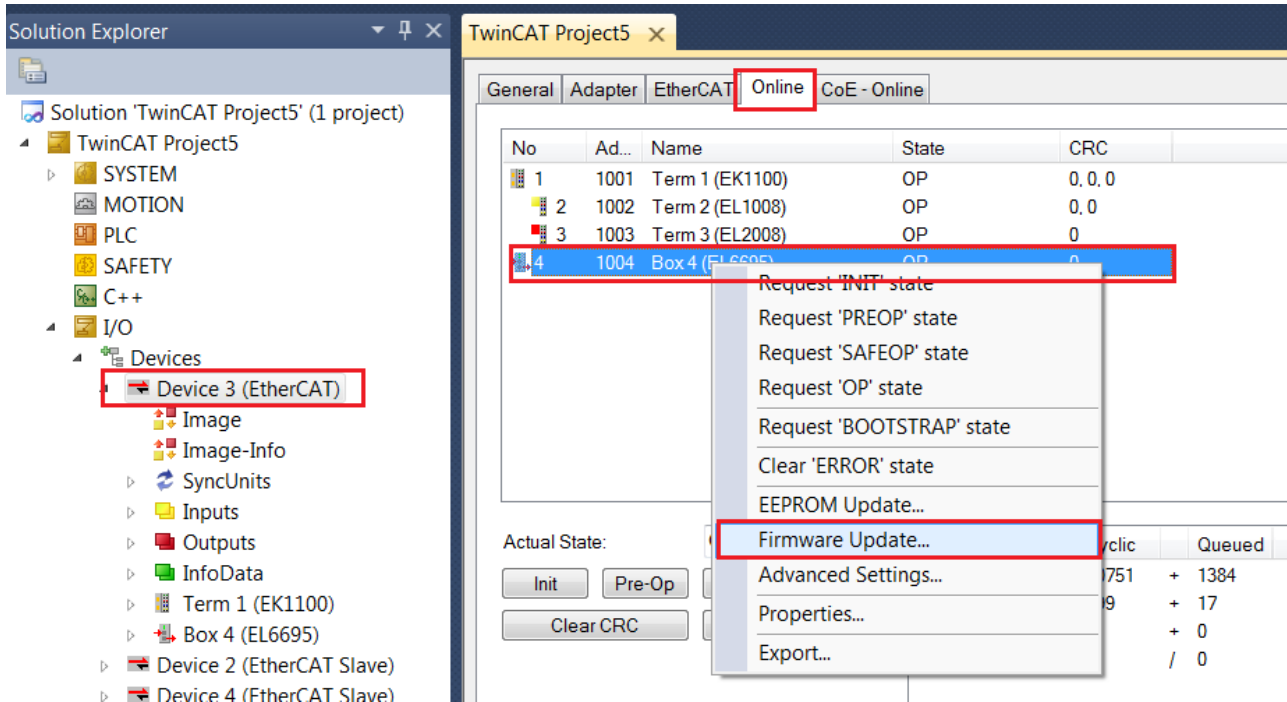 Solution Explorer
Solution 'TwinCAT Project5' (1 project)
TwinCAT Project5
SYSTEM
MOTION
PLC
SAFETY
C++
I/O
Devices
Device 3 (EtherCAT)
Image
Image-Info
SyncUnits
Inputs
Outputs
InfoData
Term 1 (EK1100)
Box 4 (EL6695)
Device 2 (EtherCAT Slave)
Device 4 (EtherCAT Slave)
TwinCAT Project5
General Adapter EtherCAT Online CoE - Online
No Ad... Name State CRC
1 1001 Term 1 (EK1100) OP 0, 0, 0
2 1002 Term 2 (EL1008) OP 0, 0
3 1003 Term 3 (EL2008) OP 0
4 1004 Box 4 (EL6695) OP 0
Request 'INIT' state
Request 'PREOP' state
Request 'SAFEOP' state
Request 'OP' state
Request 'BOOTSTRAP' state
Clear 'ERROR' state
EEPROM Update...
Firmware Update...
Advanced Settings...
Properties...
Export...
Actual State:
Init Pre-Op
Clear CRC
Queued
+ 1384
+ 17
+ 0
/ 0